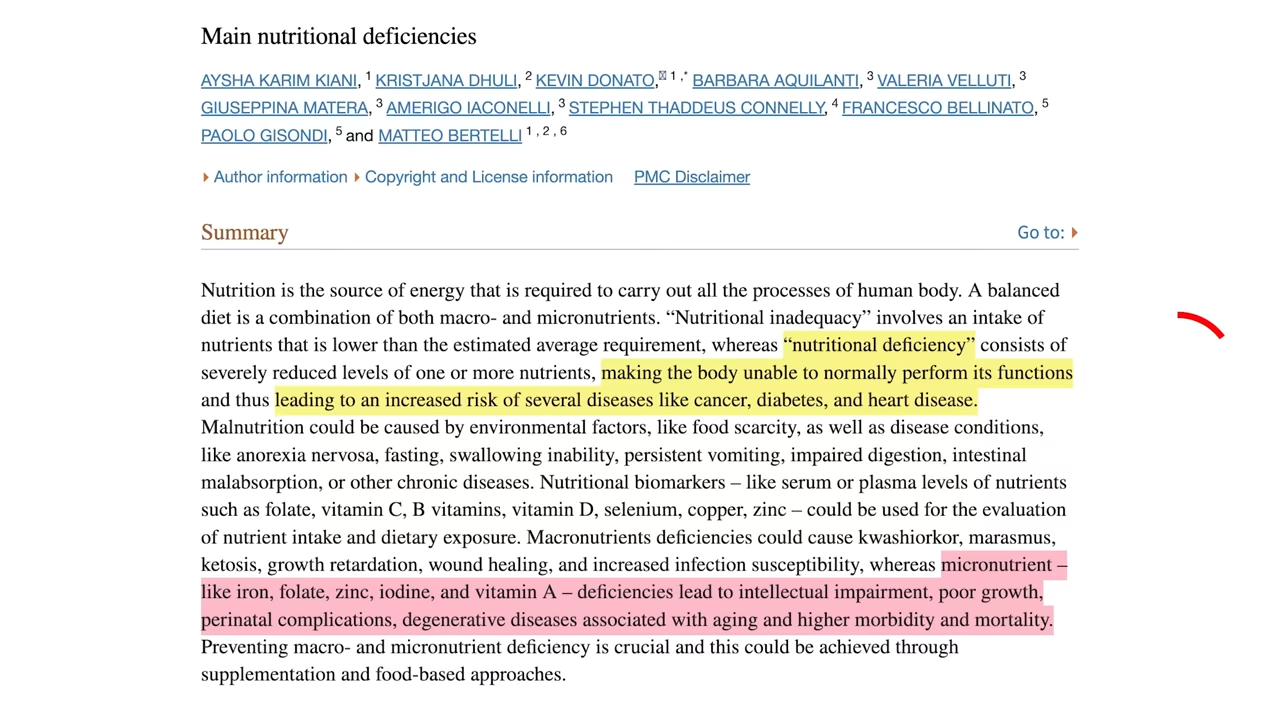 Main nutritional deficiencies
AYSHA KARIM KIANI, 1 KRISTJANA DHULI, 2 KEVIN DONATO, 1 ,* BARBARA AQUILANTI, 3 VALERIA VELLUTI, 3
GIUSEPPINA MATERA, 3 AMERIGO IACONELLI, 3 STEPHEN THADDEUS CONNELLY, 4 FRANCESCO BELLINATO, 5
PAOLO GISONDI, 5 and MATTEO BERTELLI 1 , 2 , 6
Author information Copyright and License information PMC Disclaimer
Summary Go to:
Nutrition is the source of energy that is required to carry out all the processes of human body. A balanced
diet is a combination of both macro- and micronutrients. “Nutritional inadequacy” involves an intake of
nutrients that is lower than the estimated average requirement, whereas “nutritional deficiency” consists of
severely reduced levels of one or more nutrients, making the body unable to normally perform its functions
and thus leading to an increased risk of several diseases like cancer, diabetes, and heart disease.
Malnutrition could be caused by environmental factors, like food scarcity, as well as disease conditions,
like anorexia nervosa, fasting, swallowing inability, persistent vomiting, impaired digestion, intestinal
malabsorption, or other chronic diseases. Nutritional biomarkers – like serum or plasma levels of nutrients
such as folate, vitamin C, B vitamins, vitamin D, selenium, copper, zinc – could be used for the evaluation
of nutrient intake and dietary exposure. Macronutrients deficiencies could cause kwashiorkor, marasmus,
ketosis, growth retardation, wound healing, and increased infection susceptibility, whereas micronutrient –
like iron, folate, zinc, iodine, and vitamin A – deficiencies lead to intellectual impairment, poor growth,
perinatal complications, degenerative diseases associated with aging and higher morbidity and mortality.
Preventing macro- and micronutrient deficiency is crucial and this could be achieved through
supplementation and food-based approaches.